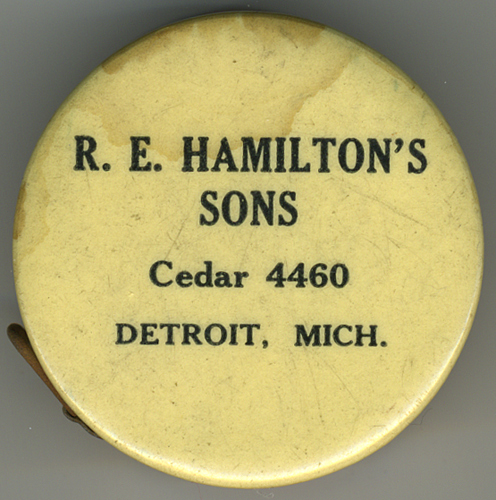 R. E. HAMILTON'S
SONS
Cedar 4460
DETROIT, MICH.